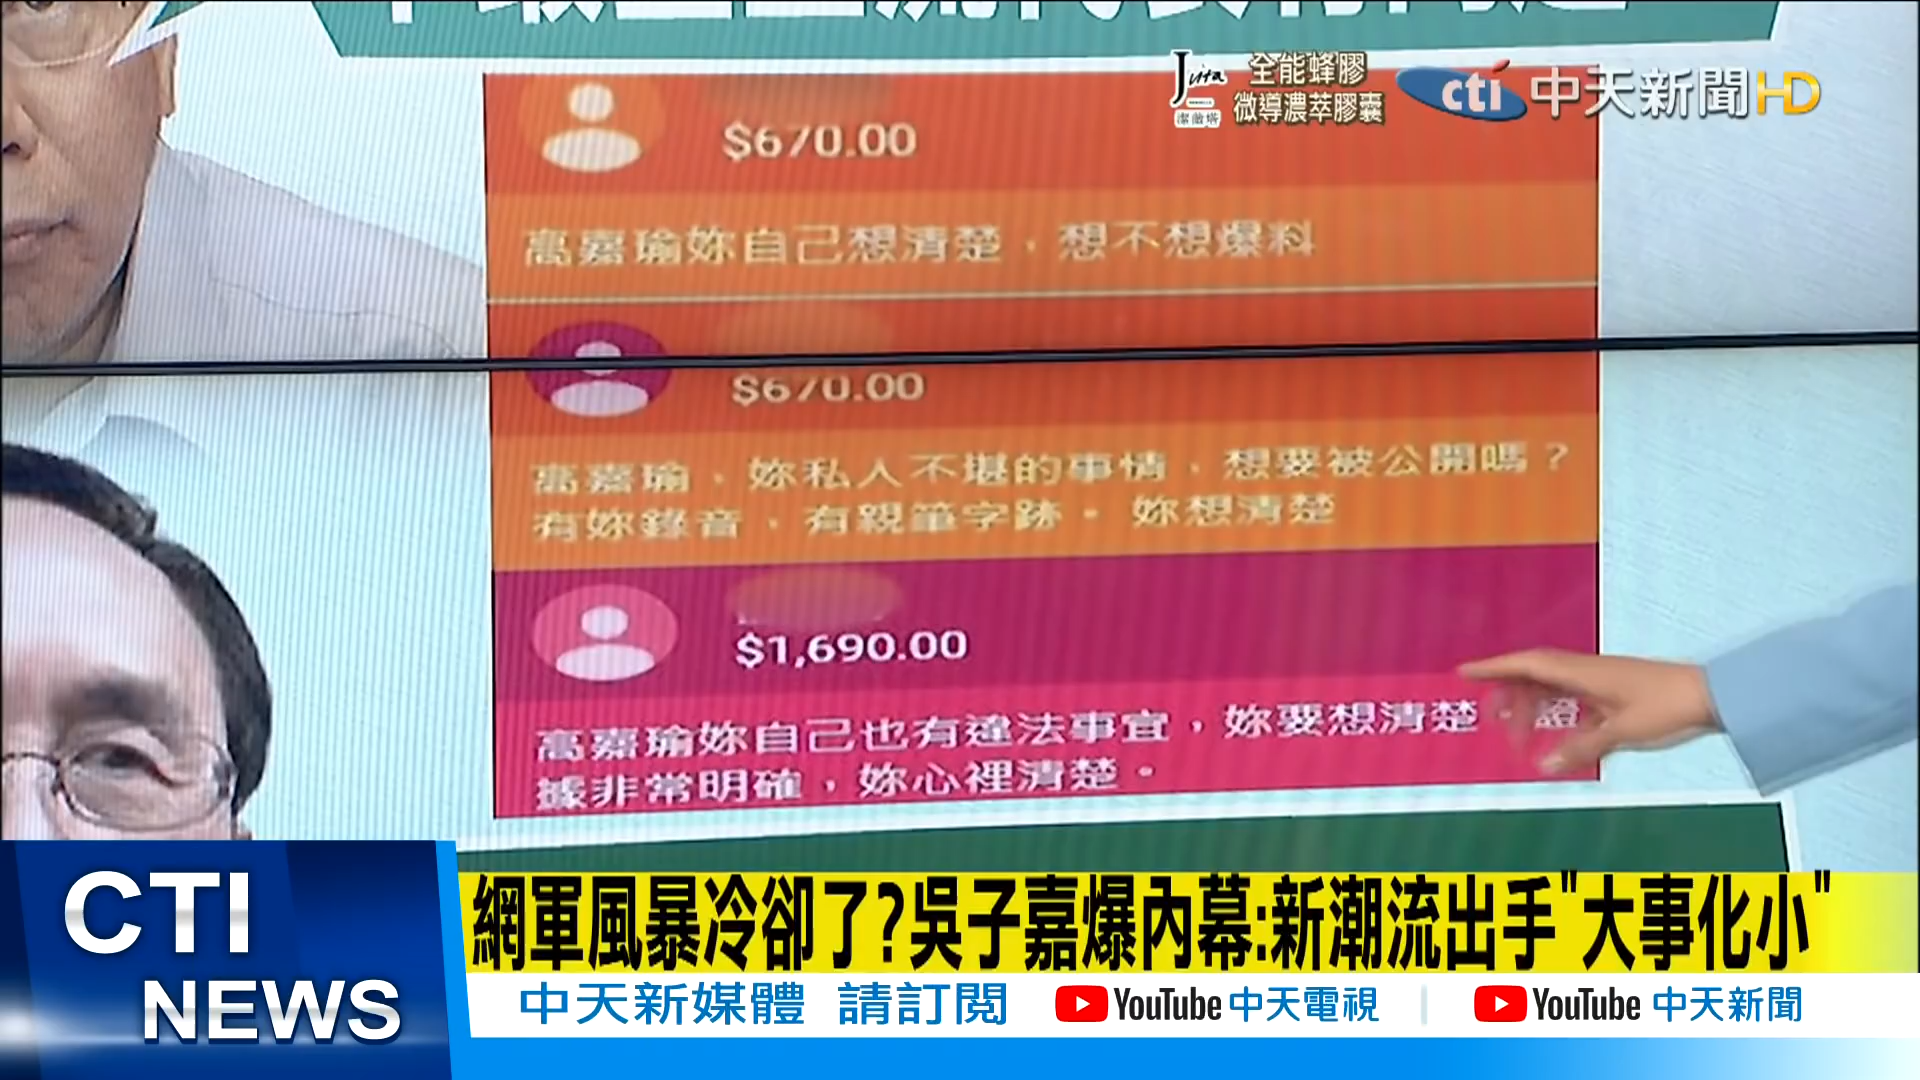 Jvita
潔維塔
全能蜂膠
微導濃萃膠囊
cti 中天新聞HD
$670.00
高嘉瑜妳自己想清楚，想不想爆料
$670.00
高嘉瑜，妳私人不堪的事情，想要被公開嗎？
有妳錄音，有親筆字跡。妳想清楚
$1,690.00
高嘉瑜妳自己也有違法事宜，妳要想清楚，證
據非常明確，妳心裡清楚。
CTI
NEWS
網軍風暴冷卻了?吳子嘉爆內幕:新潮流出手"大事化小"
中天新媒體 請訂閱 YouTube 中天電視 | YouTube 中天新聞